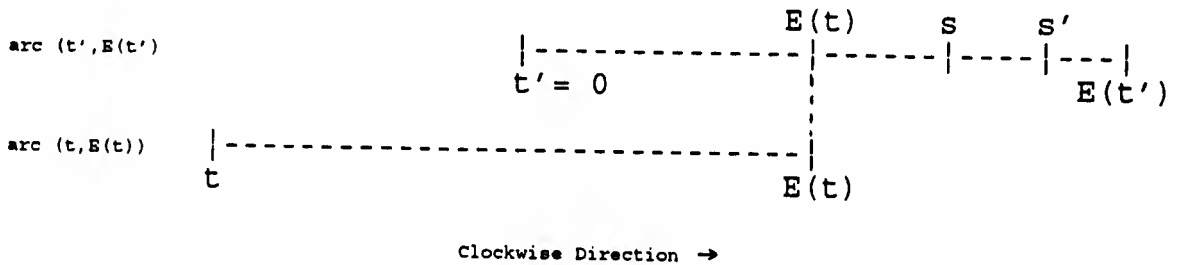 E(t) S S'
arc (t',E(t')
t'= 0 E(t')
arc (t,E(t))
t E(t)
Clockwise Direction →